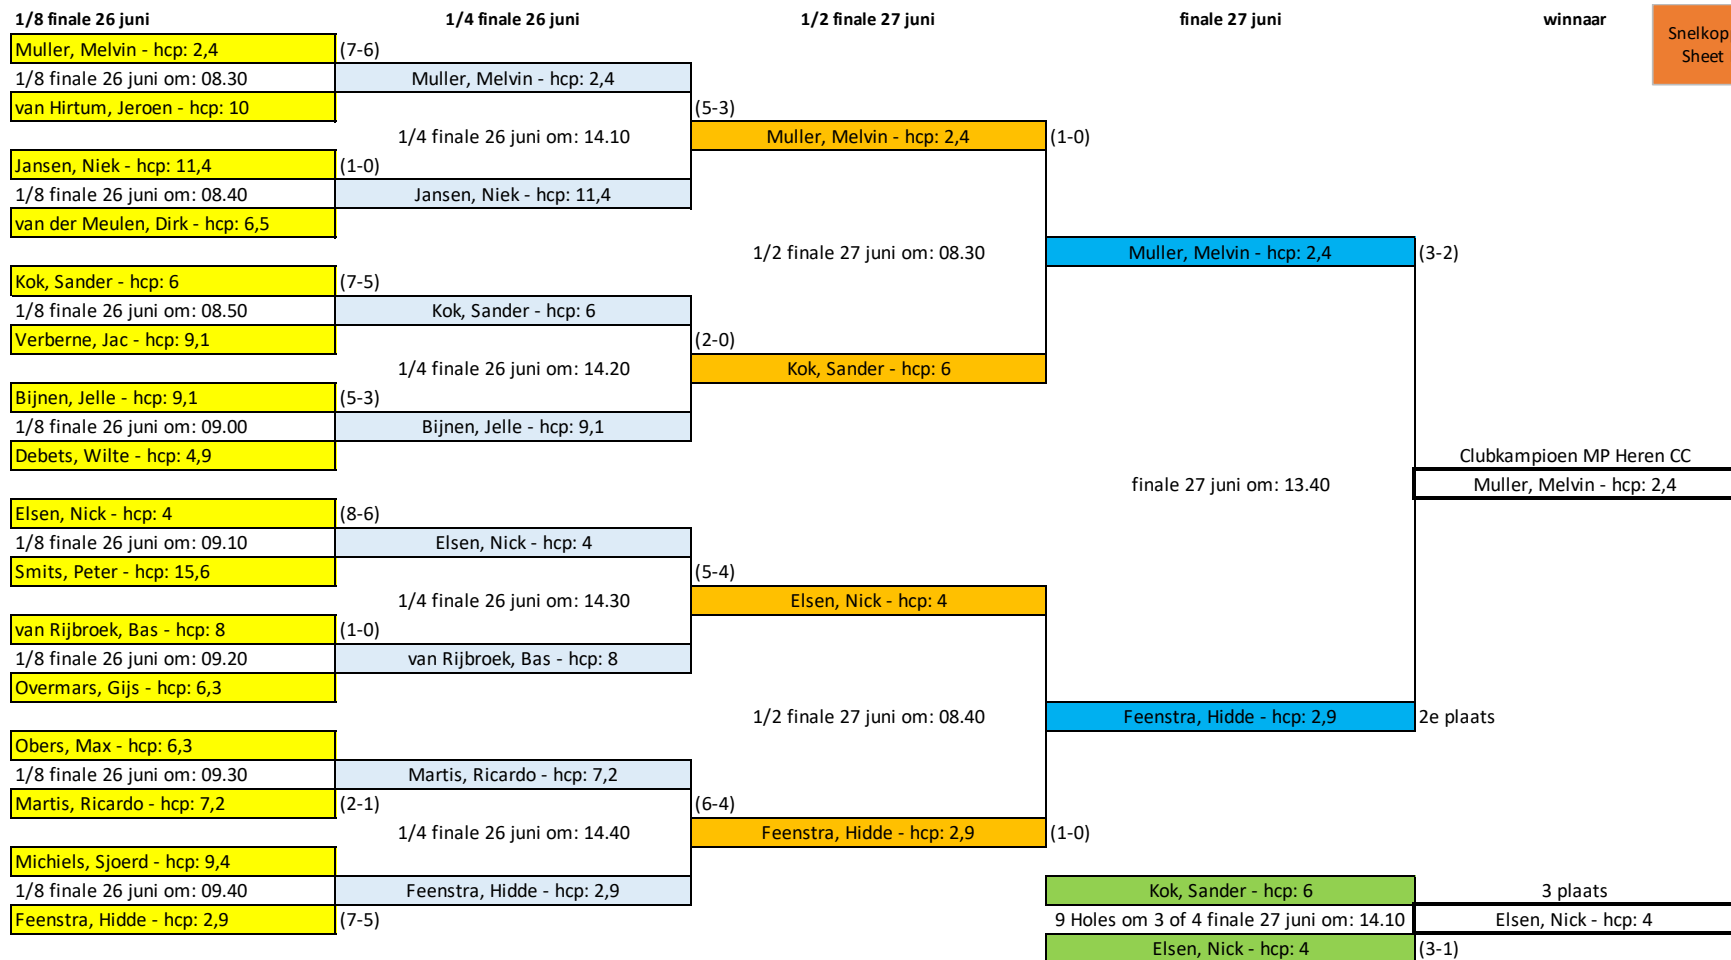 1/8 finale 26 juni 1/4 finale 26 juni 1/2 finale 27 juni finale 27 juni winnaar
Snelkop
Sheet
Muller, Melvin - hcp: 2,4 (7-6)
1/8 finale 26 juni om: 08.30 Muller, Melvin - hcp: 2,4
van Hirtum, Jeroen - hcp: 10 (5-3)
1/4 finale 26 juni om: 14.10 Muller, Melvin - hcp: 2,4 (1-0)
Jansen, Niek - hcp: 11,4 (1-0)
1/8 finale 26 juni om: 08.40 Jansen, Niek - hcp: 11,4
van der Meulen, Dirk - hcp: 6,5
1/2 finale 27 juni om: 08.30 Muller, Melvin - hcp: 2,4 (3-2)
Kok, Sander - hcp: 6 (7-5)
1/8 finale 26 juni om: 08.50 Kok, Sander - hcp: 6
Verberne, Jac - hcp: 9,1 (2-0)
1/4 finale 26 juni om: 14.20 Kok, Sander - hcp: 6
Bijnen, Jelle - hcp: 9,1 (5-3)
1/8 finale 26 juni om: 09.00 Bijnen, Jelle - hcp: 9,1
Debets, Wilte - hcp: 4,9 Clubkampioen MP Heren CC
finale 27 juni om: 13.40 Muller, Melvin - hcp: 2,4
Elsen, Nick - hcp: 4 (8-6)
1/8 finale 26 juni om: 09.10 Elsen, Nick - hcp: 4
Smits, Peter - hcp: 15,6 (5-4)
1/4 finale 26 juni om: 14.30 Elsen, Nick - hcp: 4
van Rijbroek, Bas - hcp: 8 (1-0)
1/8 finale 26 juni om: 09.20 van Rijbroek, Bas - hcp: 8
Overmars, Gijs - hcp: 6,3
1/2 finale 27 juni om: 08.40 Feenstra, Hidde - hcp: 2,9 2e plaats
Obers, Max - hcp: 6,3
1/8 finale 26 juni om: 09.30 Martis, Ricardo - hcp: 7,2
Martis, Ricardo - hcp: 7,2 (2-1) (6-4)
1/4 finale 26 juni om: 14.40 Feenstra, Hidde - hcp: 2,9 (1-0)
Michiels, Sjoerd - hcp: 9,4
1/8 finale 26 juni om: 09.40 Feenstra, Hidde - hcp: 2,9 Kok, Sander - hcp: 6 3 plaats
Feenstra, Hidde - hcp: 2,9 (7-5) 9 Holes om 3 of 4 finale 27 juni om: 14.10 Elsen, Nick - hcp: 4
Elsen, Nick - hcp: 4 (3-1)